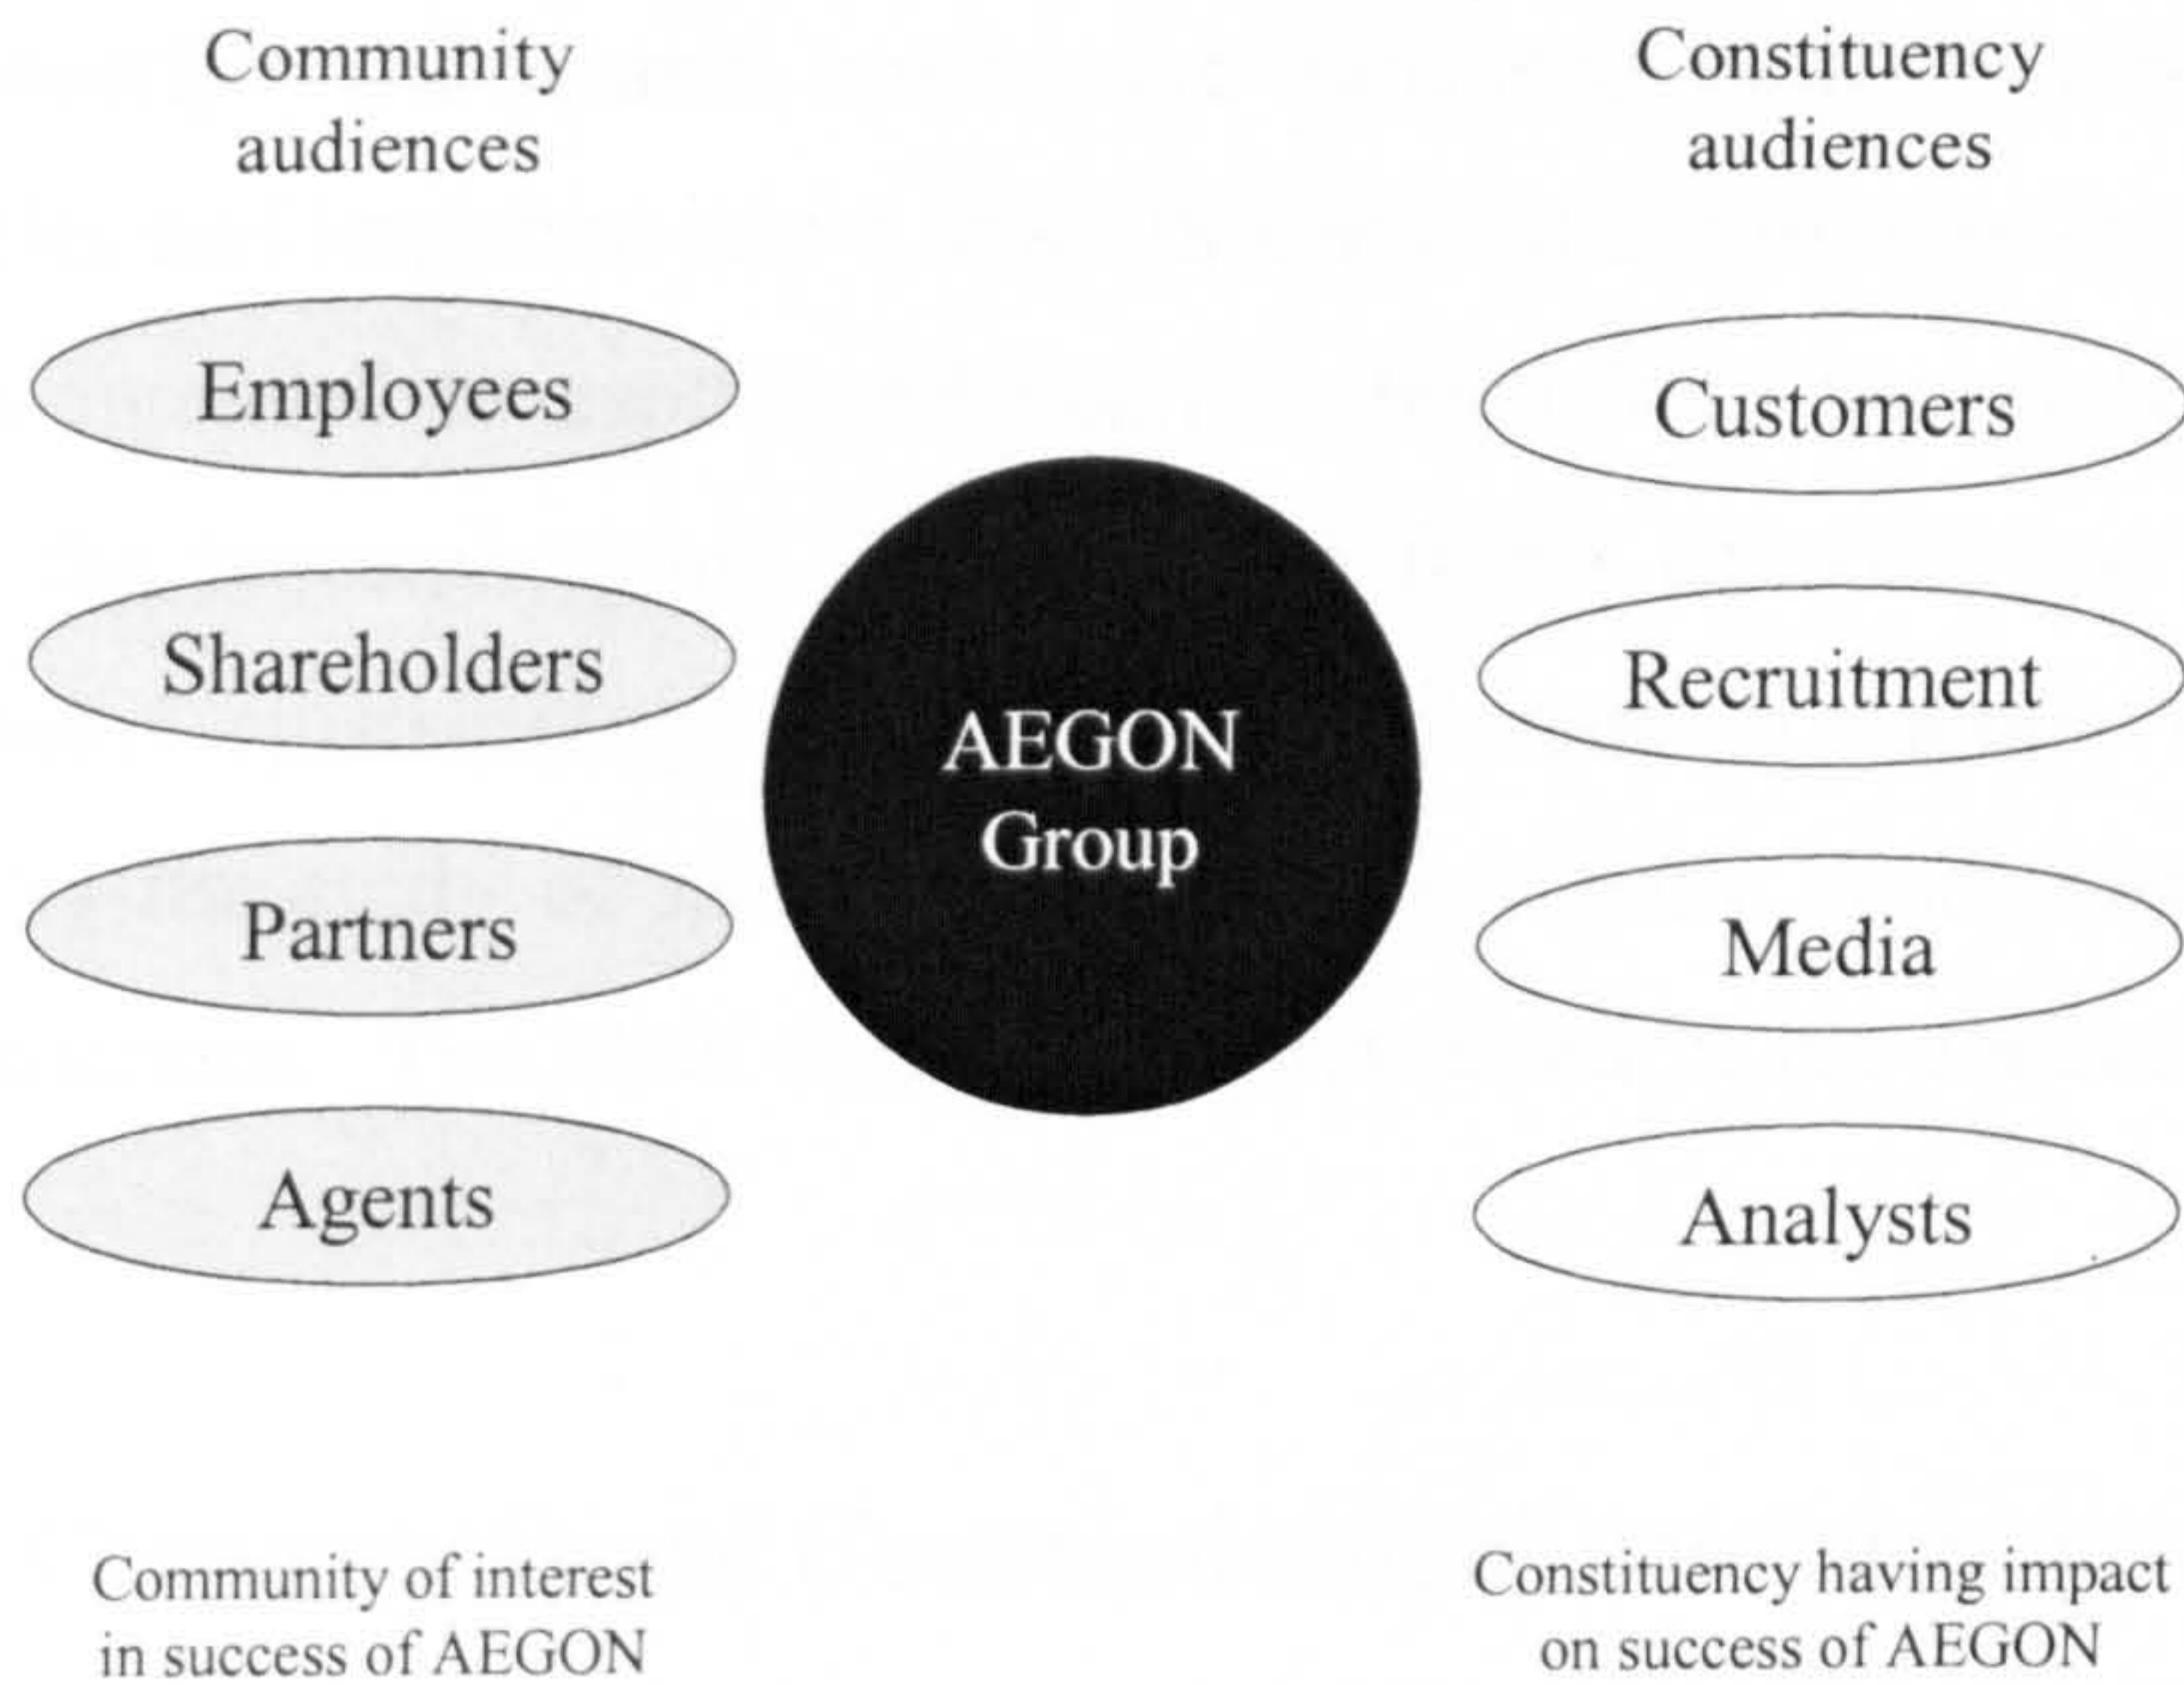 Community
audiences
Constituency
audiences
Employees
Shareholders
Partners
Agents
AEGON
Group
Customers
Recruitment
Media
Analysts
Community of interest
in success of AEGON
Constituency having impact
on success of AEGON